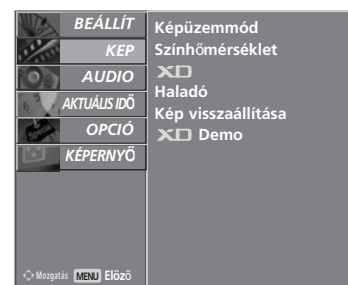 BEÁLLÍT
KEP
AUDIO
AKTUÁLIS IDŐ
OPCIÓ
KÉPERNYŐ
Mozgatás MENU Előző
Képüzemmód
Színhőmérséklet
XD
Haladó
Kép visszaállítása
XD Demo